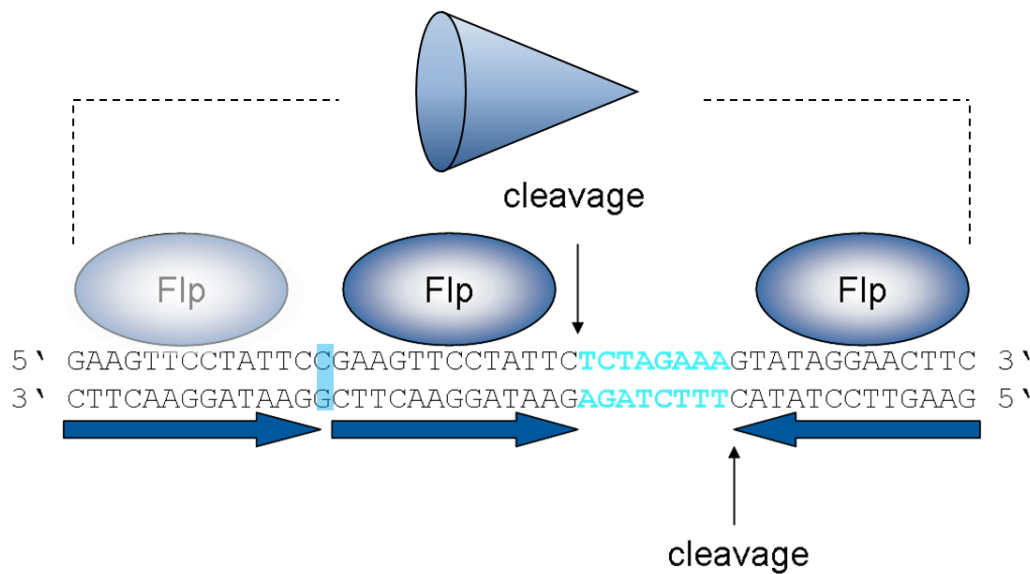 cleavage
Flp Flp Flp
5‘ GAAGTTCCTATTCCGAAGTTCCTATTCTCTAGAAAGTATAGGAACTTC 3‘
3‘ CTTCAAGGATAAGGCTTCAAGGATAAGAGATCTTTCATATCCTTGAAG 5‘
cleavage